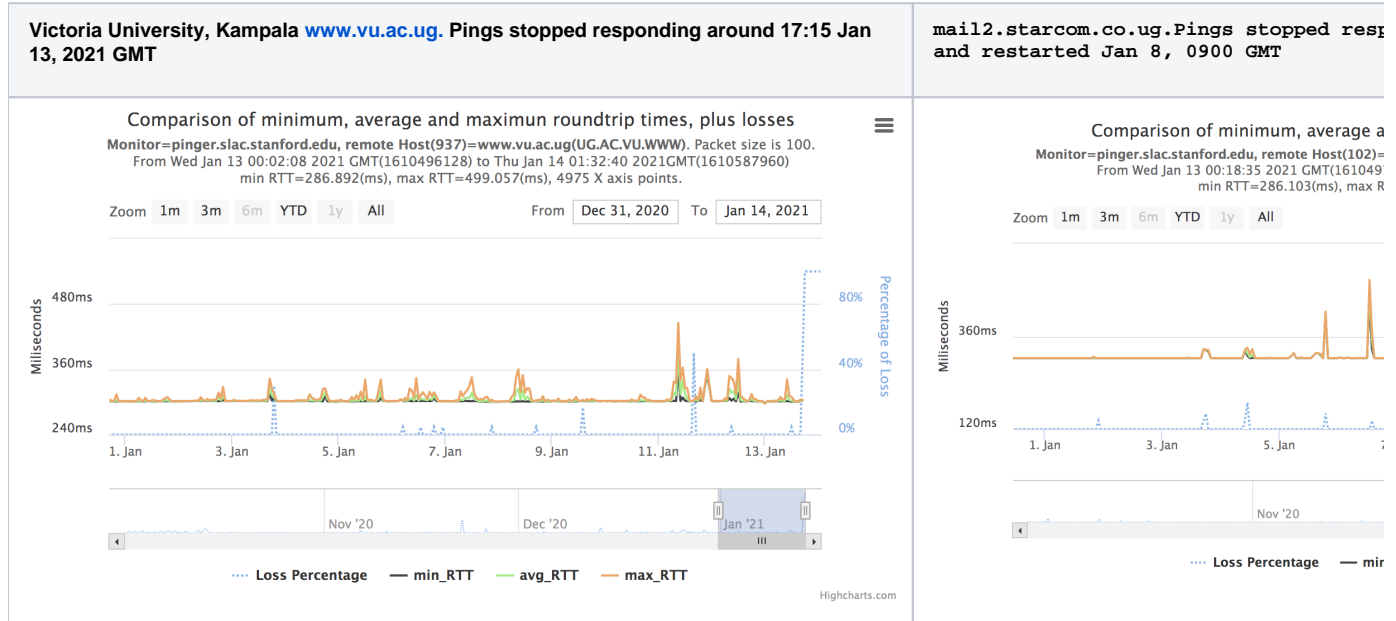 Victoria University, Kampala www.vu.ac.ug. Pings stopped responding around 17:15 Jan
13, 2021 GMT
Comparison of minimum, average and maximun roundtrip times, plus losses
Monitor=pinger.slac.stanford.edu, remote Host(937)=www.vu.ac.ug(UG.AC.VU.WWW). Packet size is 100.
From Wed Jan 13 00:02:08 2021 GMT(1610496128) to Thu Jan 14 01:32:40 2021GMT(1610587960)
min RTT=286.892(ms), max RTT=499.057(ms), 4975 X axis points.
Zoom 1m 3m 6m YTD 1y All From Dec 31, 2020 To Jan 14, 2021
Miliseconds
480ms
360ms
240ms
80%
40%
0%
Percentage of Loss
1. Jan 3. Jan 5. Jan 7. Jan 9. Jan 11. Jan 13. Jan
Nov '20 Dec '20 Jan '21
Loss Percentage min_RTT avg_RTT max_RTT
Highcharts.com
mail2.starcom.co.ug.Pings stopped resp
and restarted Jan 8, 0900 GMT
Comparison of minimum, average a
Monitor=pinger.slac.stanford.edu, remote Host(102)=
From Wed Jan 13 00:18:35 2021 GMT(161049
min RTT=286.103(ms), max R
Zoom 1m 3m 6m YTD 1y All
Miliseconds
360ms
120ms
1. Jan 3. Jan 5. Jan
Nov '20
Loss Percentage